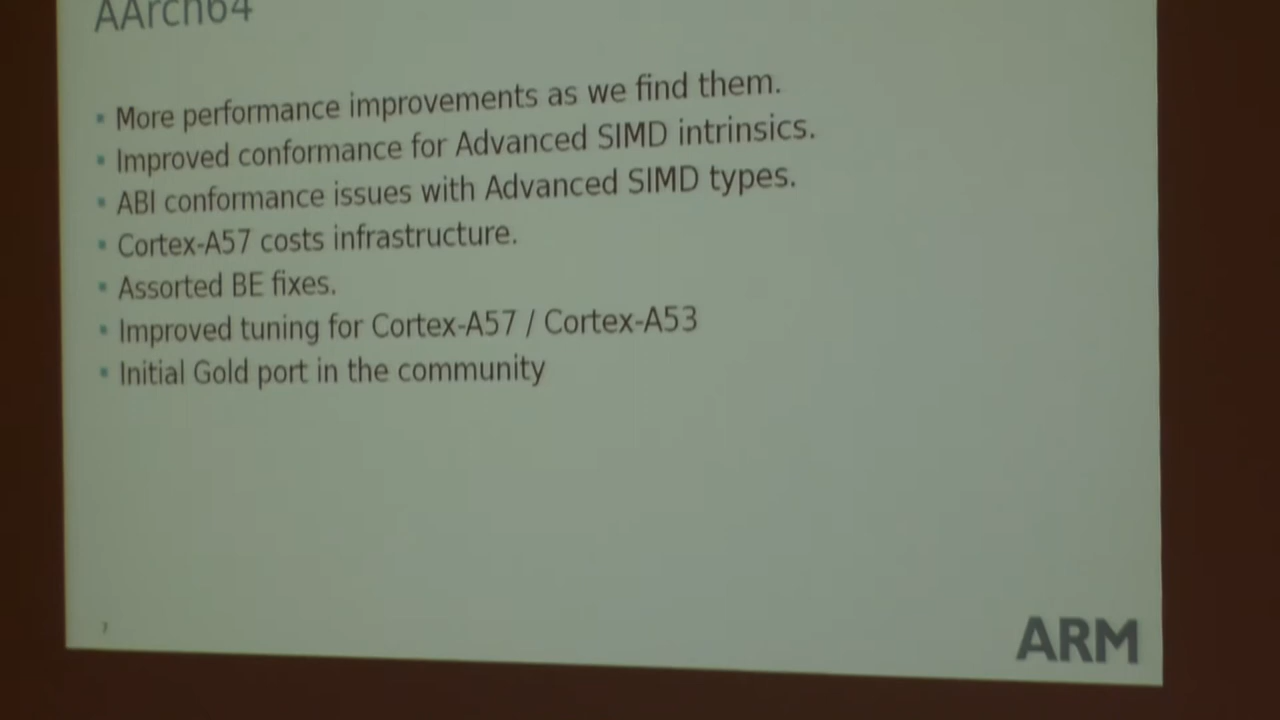 AArch64
• More performance improvements as we find them.
• Improved conformance for Advanced SIMD intrinsics.
• ABI conformance issues with Advanced SIMD types.
• Cortex-A57 costs infrastructure.
• Assorted BE fixes.
• Improved tuning for Cortex-A57 / Cortex-A53
• Initial Gold port in the community
7
ARM